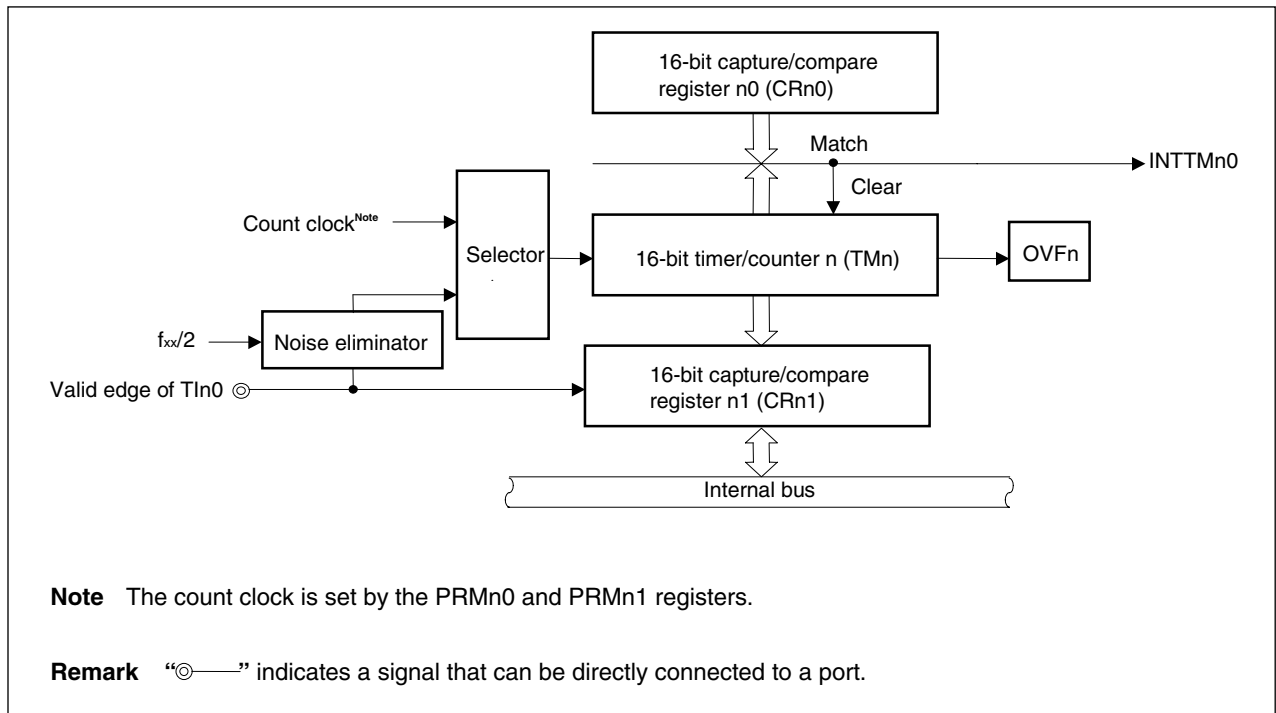 16-bit capture/compare
register n0 (CRn0)
Match
INTTMn0
Clear
Count clockNote
Selector
16-bit timer/counter n (TMn)
OVFn
fxx/2
Noise eliminator
Valid edge of TIn0
16-bit capture/compare
register n1 (CRn1)
Internal bus
Note The count clock is set by the PRMn0 and PRMn1 registers.
Remark “◎——” indicates a signal that can be directly connected to a port.